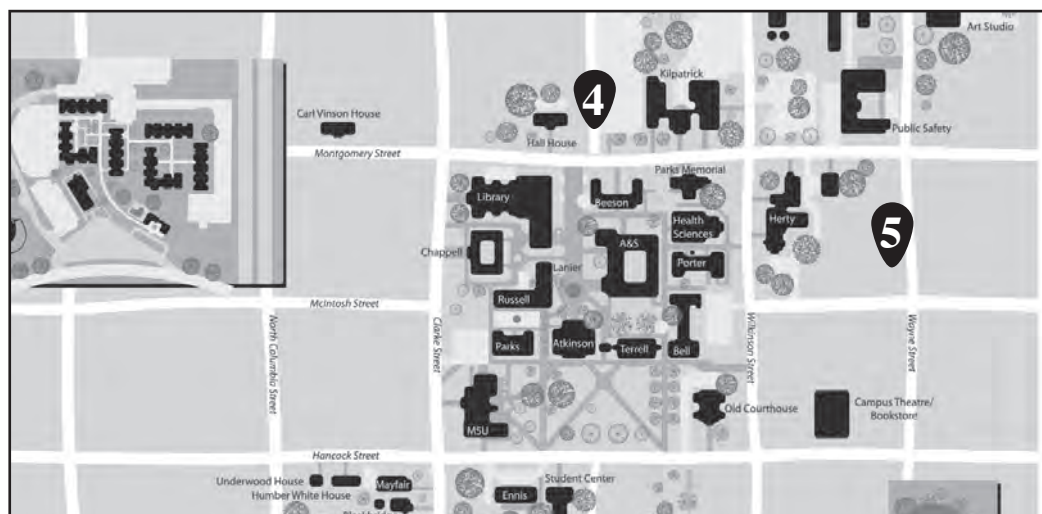 Art Studio
Kilpatrick
4
Carl Vinson House
Hall House
Public Safety
Montgomery Street
Parks Memorial
Library
Beeson
Herty
Health
Sciences
5
A&S
Chappell
Porter
Lanier
Russell
McIntosh Street
Clarke Street
North Columbia Street
Wilkinson Street
Wayne Street
Parks
Atkinson
Terrell
Bell
Old Courthouse
Campus Theatre/
Bookstore
MSU
Hancock Street
Underwood House
Mayfair
Student Center
Humber White House
Ennis